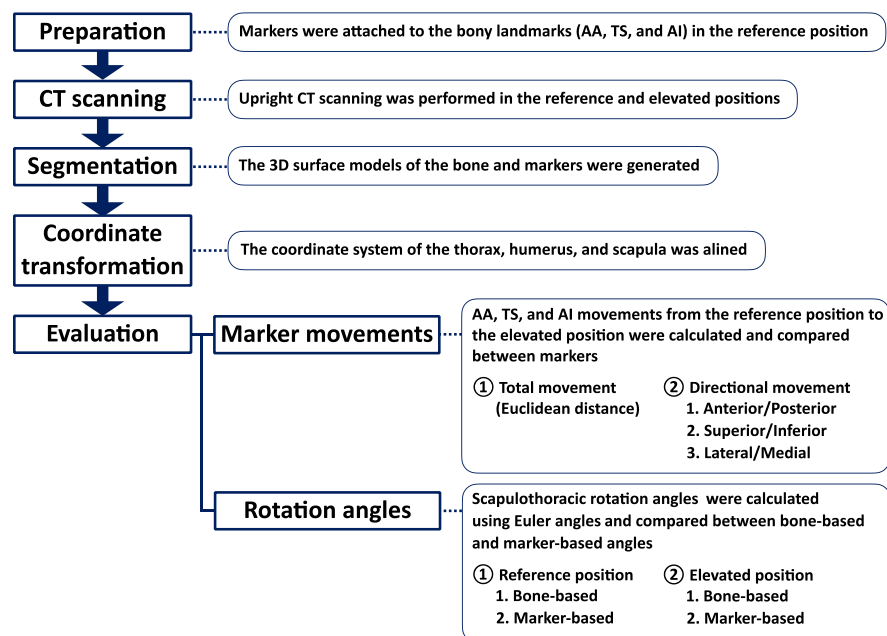 Preparation
Markers were attached to the bony landmarks (AA, TS, and AI) in the reference position
CT scanning
Upright CT scanning was performed in the reference and elevated positions
Segmentation
The 3D surface models of the bone and markers were generated
Coordinate
transformation
The coordinate system of the thorax, humerus, and scapula was alined
Evaluation
Marker movements
AA, TS, and AI movements from the reference position to
the elevated position were calculated and compared
between markers
① Total movement
(Euclidean distance)
② Directional movement
1. Anterior/Posterior
2. Superior/Inferior
3. Lateral/Medial
Rotation angles
Scapulothoracic rotation angles were calculated
using Euler angles and compared between bone-based
and marker-based angles
① Reference position
1. Bone-based
2. Marker-based
② Elevated position
1. Bone-based
2. Marker-based